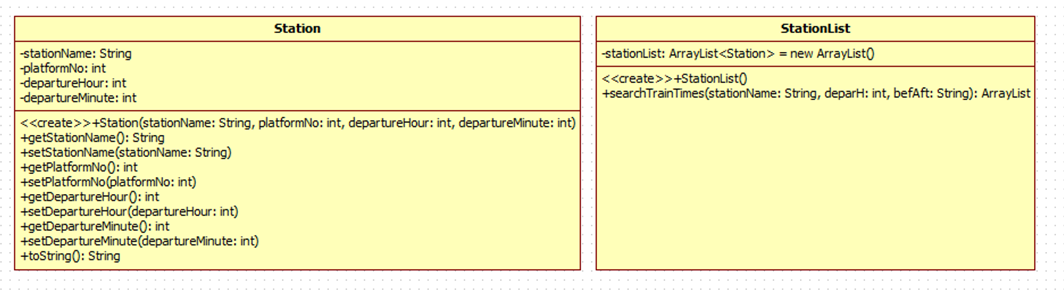 Station
-stationName: String
-platformNo: int
-departureHour: int
-departureMinute: int
<<create>>+Station(stationName: String, platformNo: int, departureHour: int, departureMinute: int)
+getStationName(): String
+setStationName(stationName: String)
+getPlatformNo(): int
+setPlatformNo(platformNo: int)
+getDepartureHour(): int
+setDepartureHour(departureHour: int)
+getDepartureMinute(): int
+setDepartureMinute(departureMinute: int)
+toString(): String
StationList
-stationList: ArrayList<Station> = new ArrayList()
<<create>>+StationList()
+searchTrainTimes(stationName: String, deparH: int, befAft: String): ArrayList